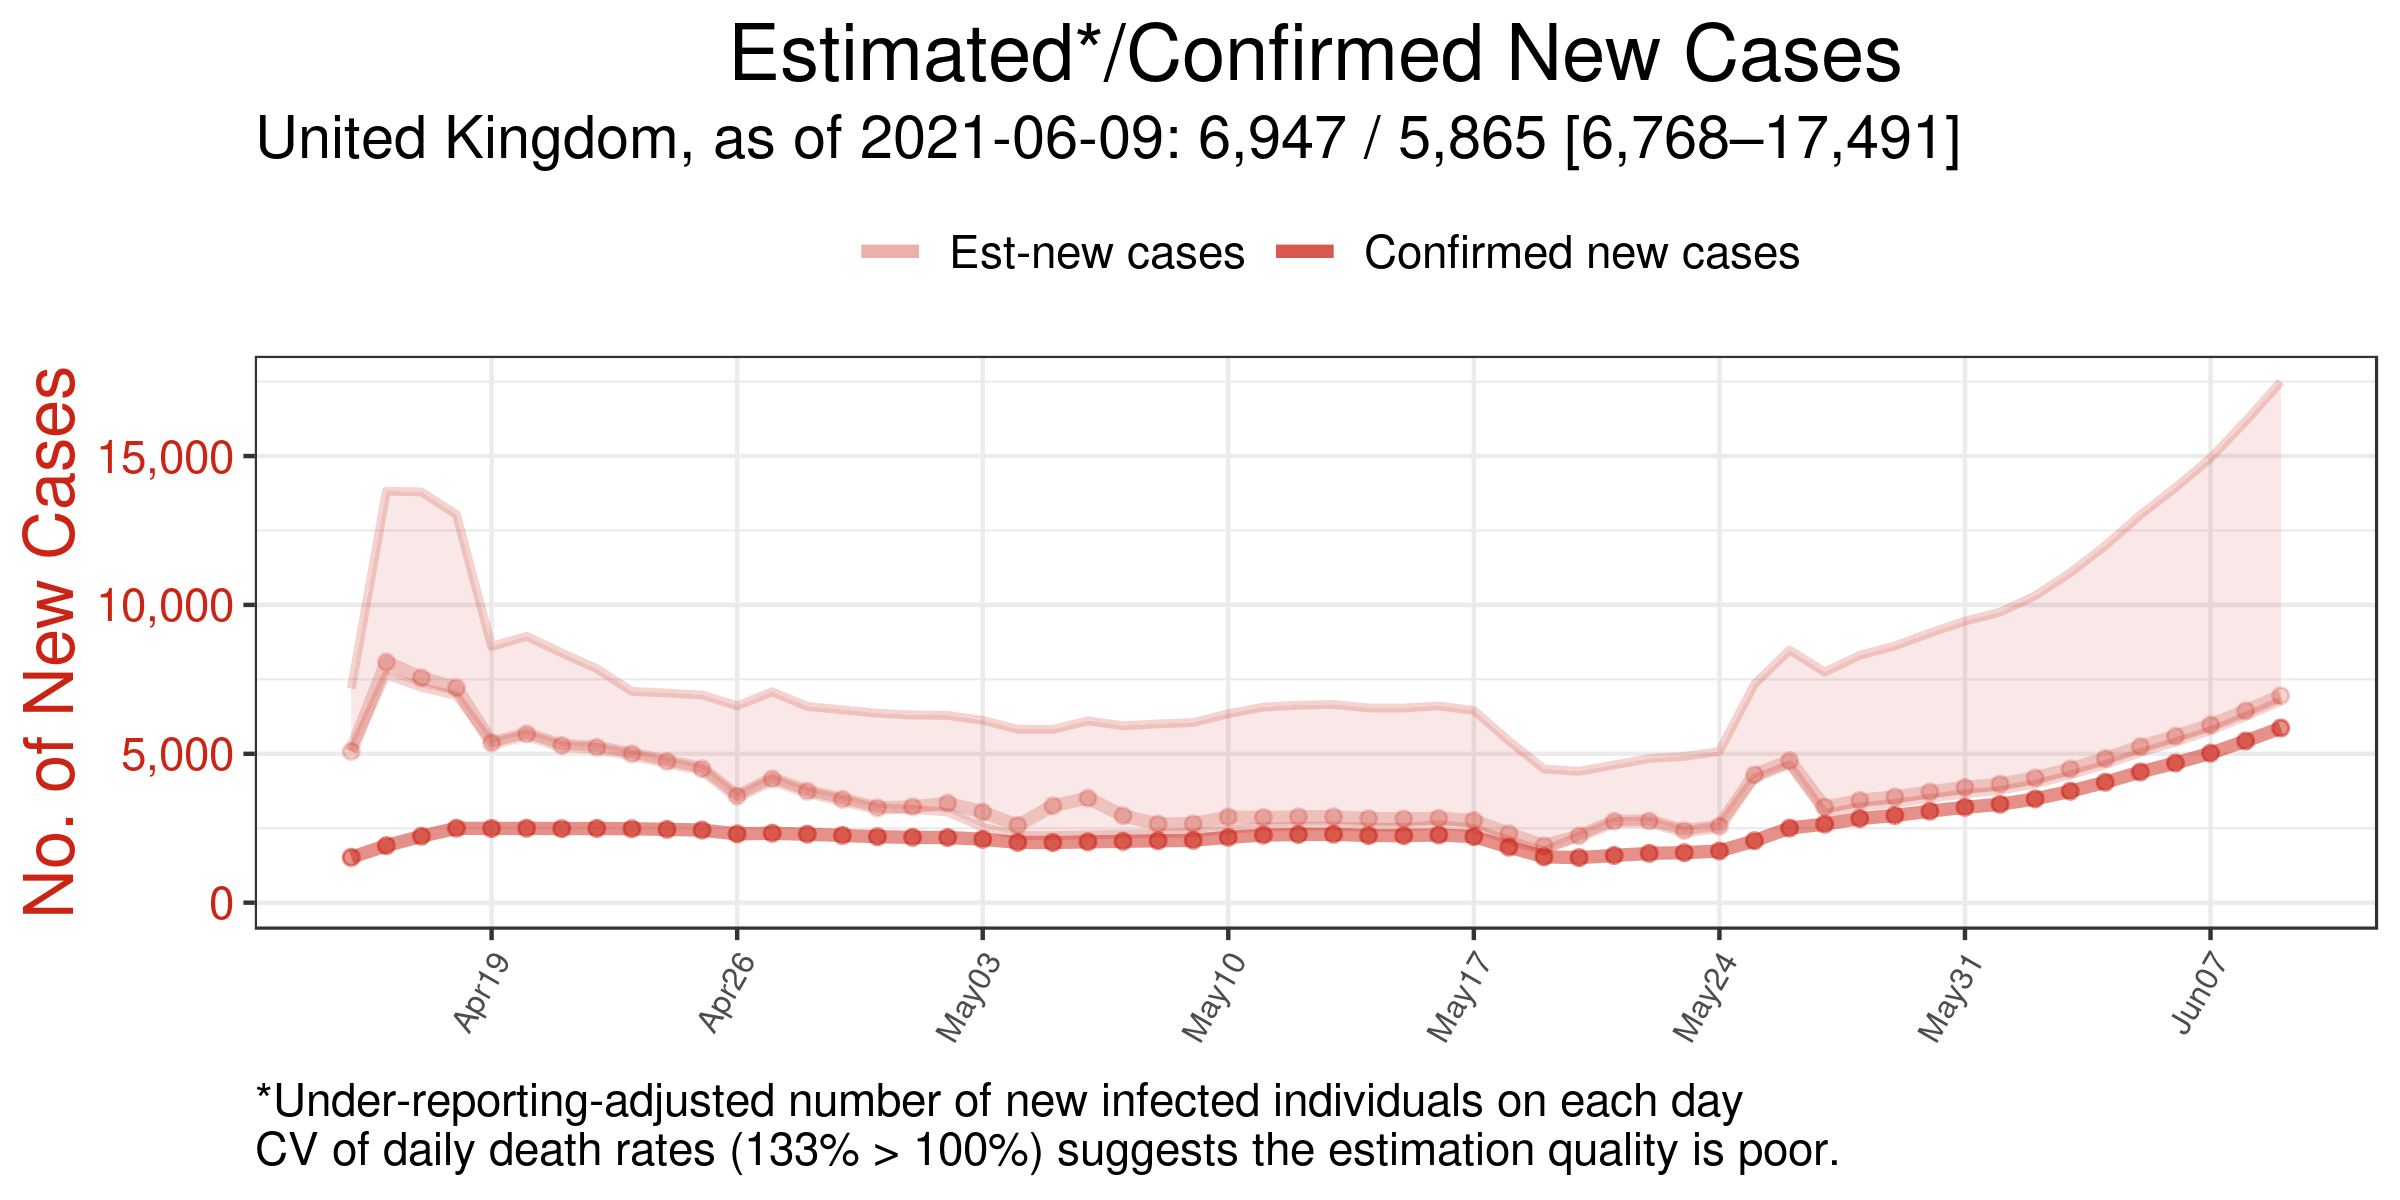 Estimated*/Confirmed New Cases
United Kingdom, as of 2021-06-09: 6,947 / 5,865 [6,768–17,491]
Est-new cases
Confirmed new cases
No. of New Cases
15,000
10,000
5,000
0
Apr19
Apr26
May03
May10
May17
May24
May31
Jun07
*Under-reporting-adjusted number of new infected individuals on each day
CV of daily death rates (133% > 100%) suggests the estimation quality is poor.